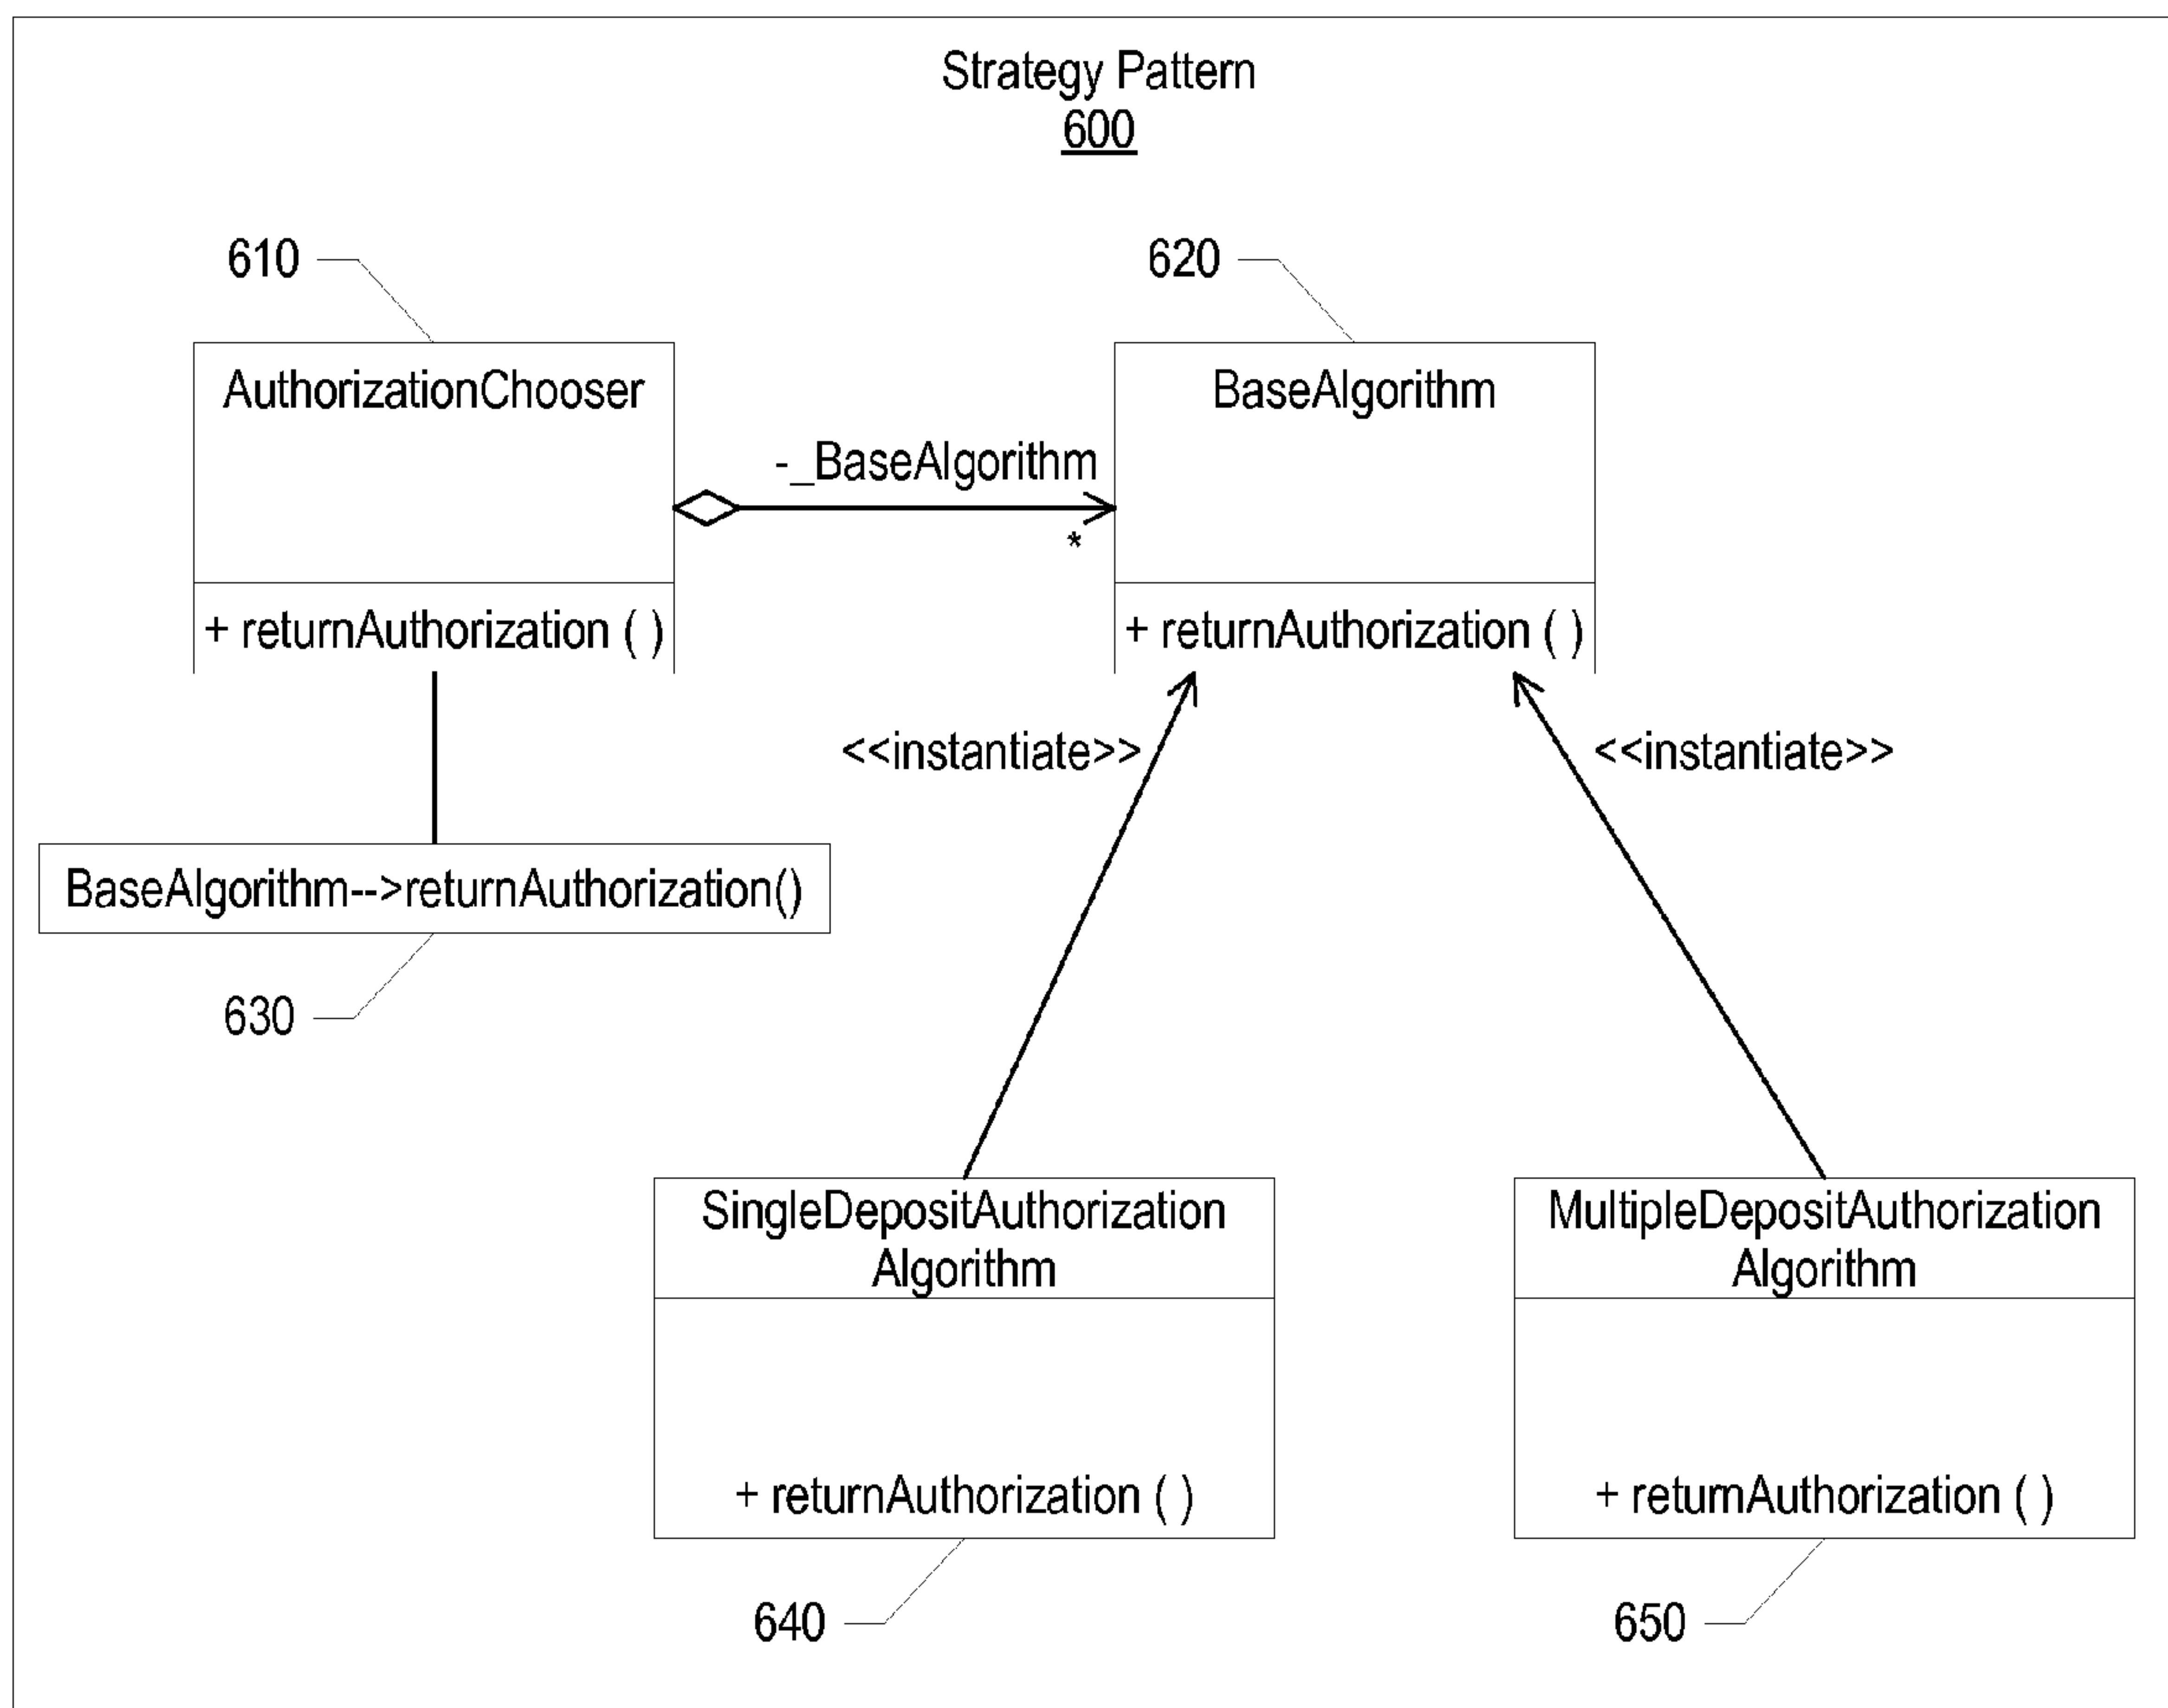 Strategy Pattern
600
610
620
AuthorizationChooser
BaseAlgorithm
-_BaseAlgorithm
*
+ returnAuthorization ( )
+ returnAuthorization ( )
<<instantiate>>
<<instantiate>>
BaseAlgorithm-->returnAuthorization()
630
SingleDepositAuthorization
Algorithm
MultipleDepositAuthorization
Algorithm
+ returnAuthorization ( )
+ returnAuthorization ( )
640
650